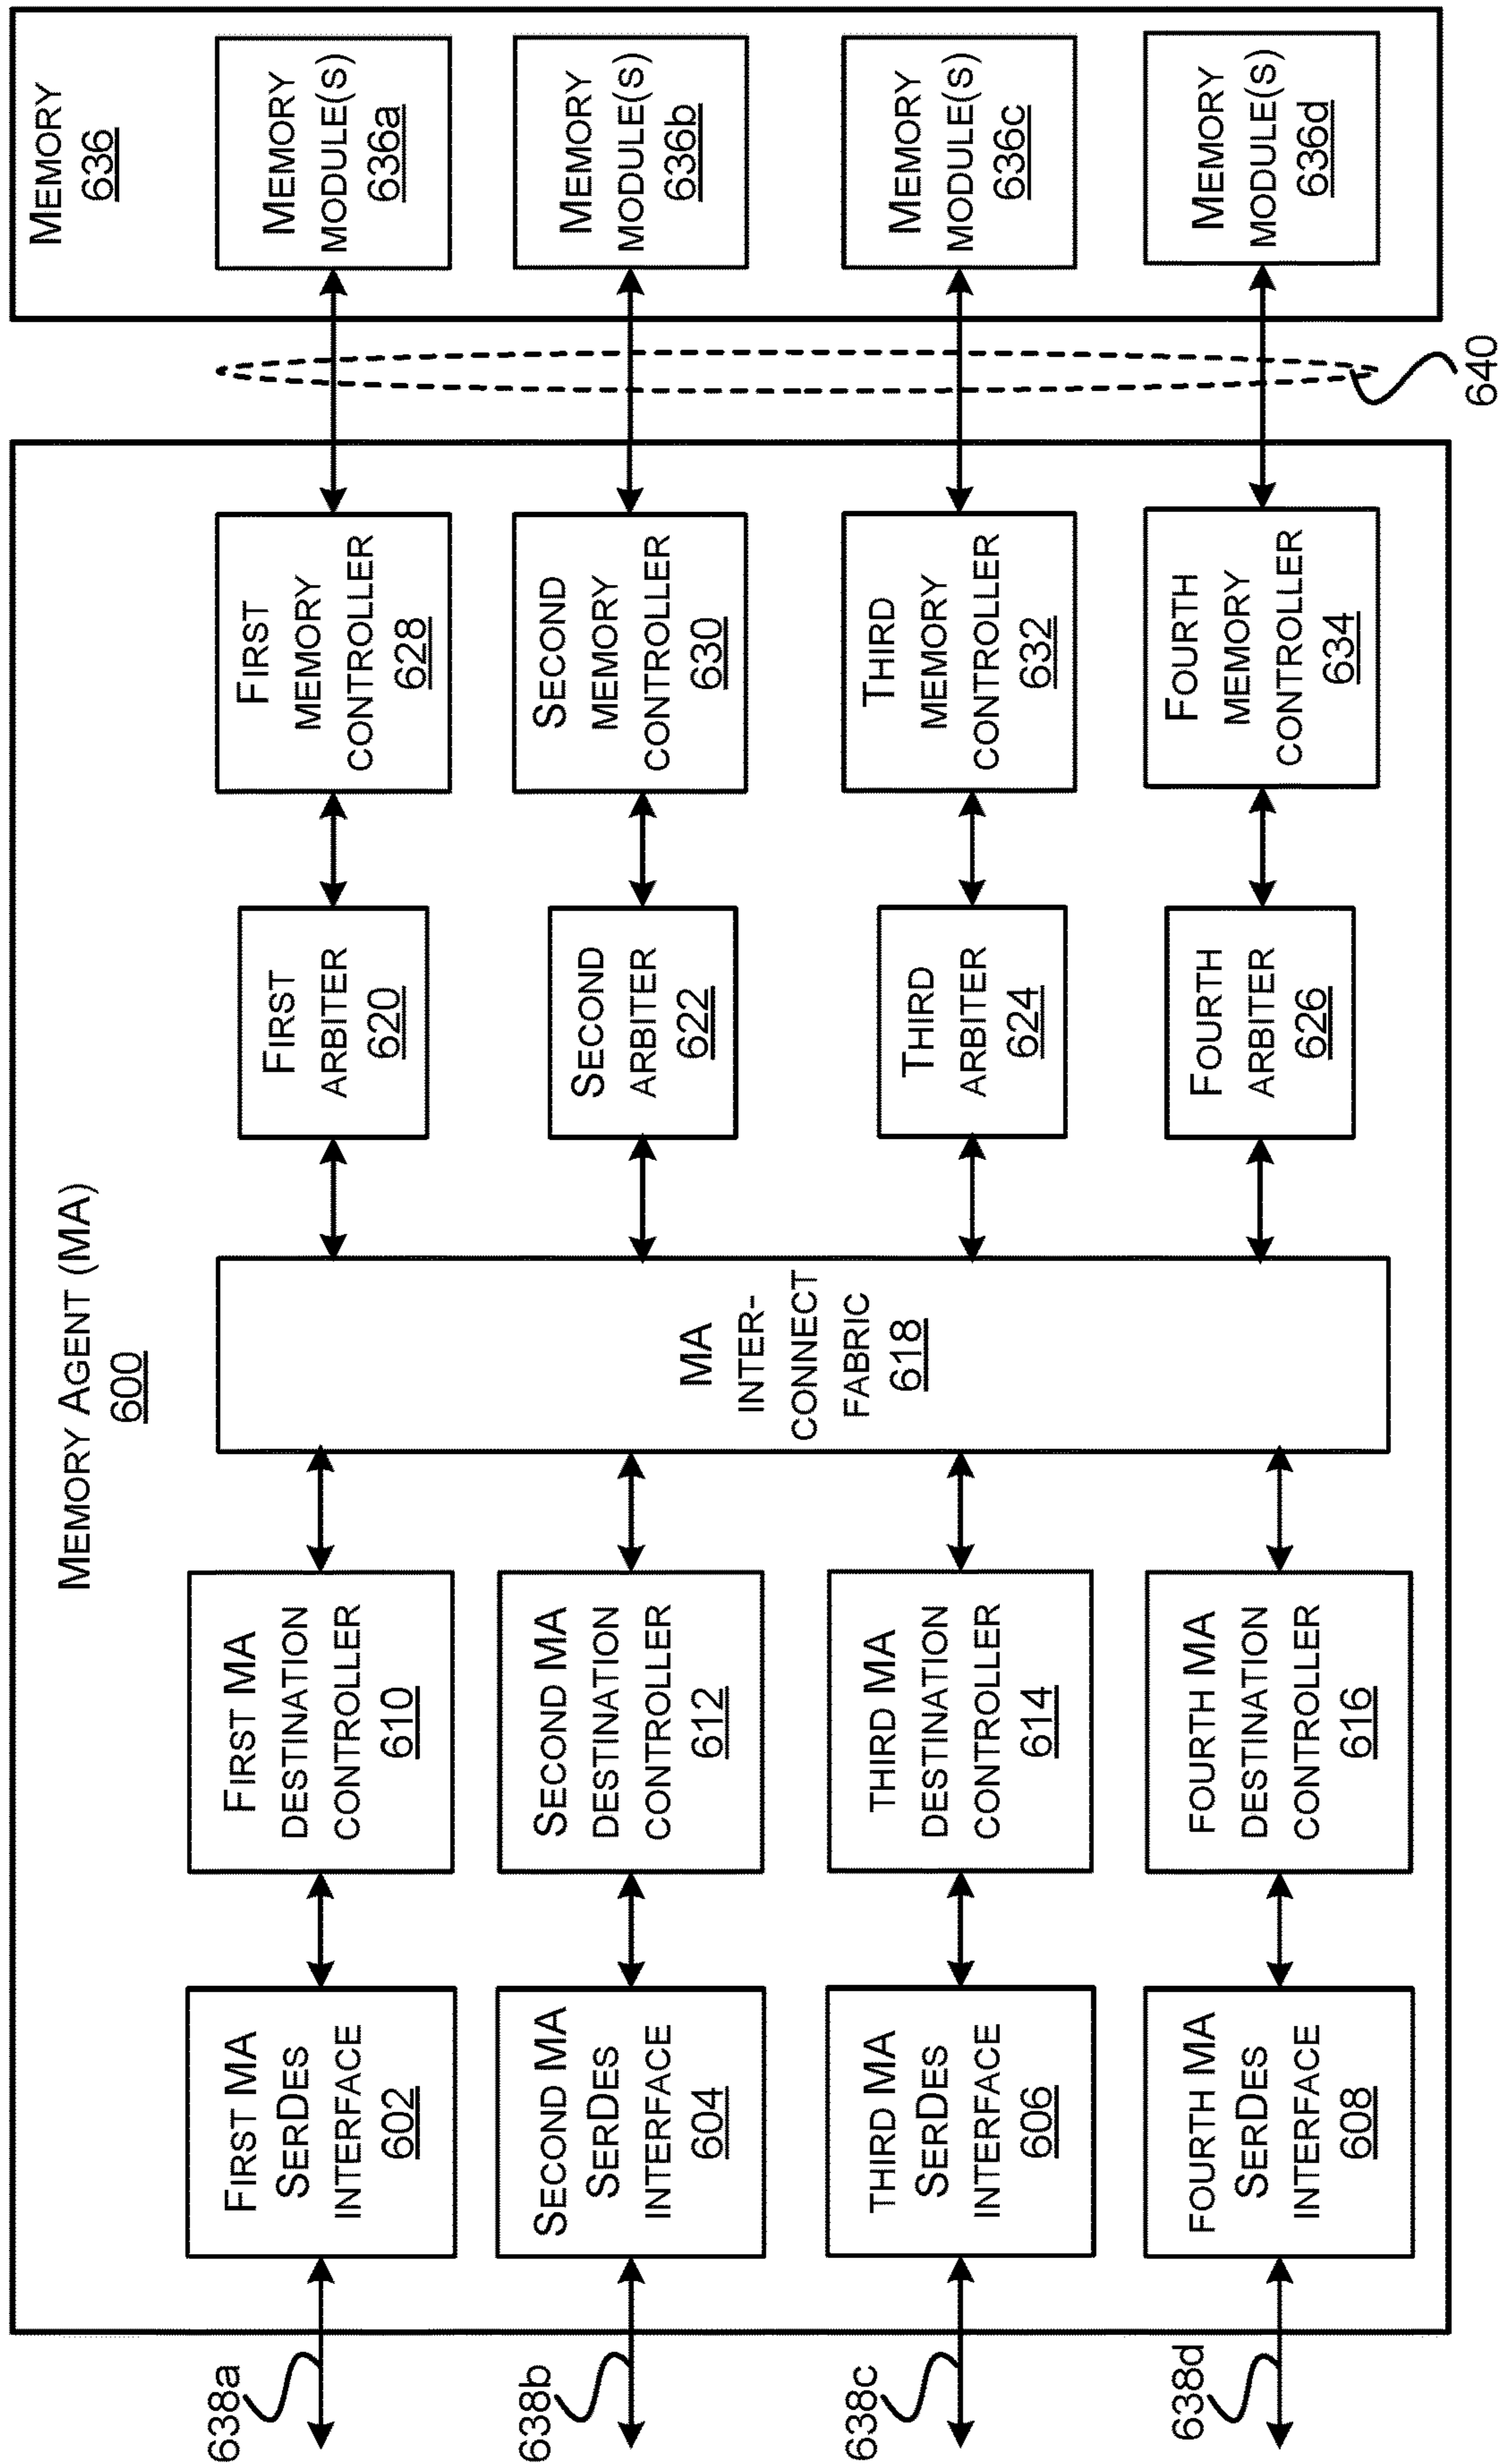 MEMORY AGENT (MA)
600
638a
FIRST MA
SERDES
INTERFACE
602
FIRST MA
DESTINATION
CONTROLLER
610
FIRST
ARBITER
620
FIRST
MEMORY
CONTROLLER
628
638b
SECOND MA
SERDES
INTERFACE
604
SECOND MA
DESTINATION
CONTROLLER
612
MA
INTER-
CONNECT
FABRIC
618
SECOND
ARBITER
622
SECOND
MEMORY
CONTROLLER
630
638c
THIRD MA
SERDES
INTERFACE
606
THIRD MA
DESTINATION
CONTROLLER
614
THIRD
ARBITER
624
THIRD
MEMORY
CONTROLLER
632
638d
FOURTH MA
SERDES
INTERFACE
608
FOURTH MA
DESTINATION
CONTROLLER
616
FOURTH
ARBITER
626
FOURTH
MEMORY
CONTROLLER
634
640
MEMORY
636
MEMORY
MODULE(S)
636a
MEMORY
MODULE(S)
636b
MEMORY
MODULE(S)
636c
MEMORY
MODULE(S)
636d